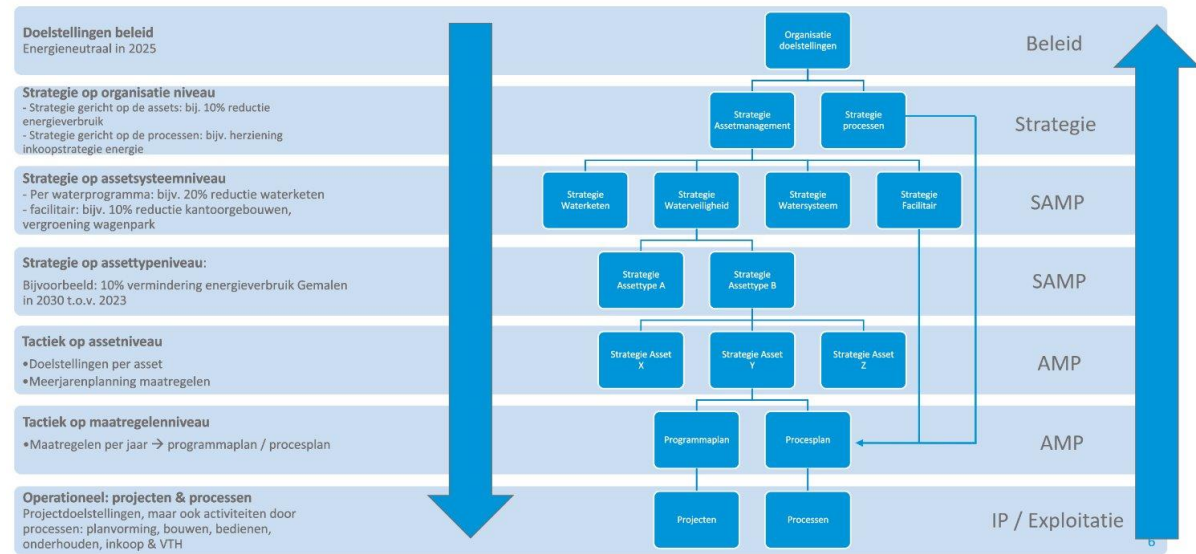 Doelstellingen beleid
Energieneutraal in 2025
Organisatie
doelstellingen
Beleid
Strategie op organisatie niveau
- Strategie gericht op de assets: bij. 10% reductie
energieverbruik
- Strategie gericht op de processen: bijv. herziening
inkoopstrategie energie
Strategie
Assetmanagement
Strategie
processen
Strategie
Strategie op assetsysteemniveau
- Per waterprogramma: bijv. 20% reductie waterketen
- facilitair: bijv. 10% reductie kantoorgebouwen,
vergroening wagenpark
Strategie
Waterketen
Strategie
Waterveiligheid
Strategie
Watersysteem
Strategie
Facilitair
SAMP
Strategie op assettypeniveau:
Bijvoorbeeld: 10% vermindering energieverbruik Gemalen
in 2030 t.o.v. 2023
Strategie
Assettype A
Strategie
Assettype B
SAMP
Tactiek op assetniveau
•Doelstellingen per asset
•Meerjarenplanning maatregelen
Strategie Asset
X
Strategie Asset
Y
Strategie Asset
Z
AMP
Tactiek op maatregelenniveau
•Maatregelen per jaar → programmaplan / procesplan
Programmaplan
Procesplan
AMP
Operationeel: projecten & processen
Projectdoelstellingen, maar ook activiteiten door
processen: planvorming, bouwen, bedienen,
onderhouden, inkoop & VTH
Projecten
Processen
IP / Exploitatie
6